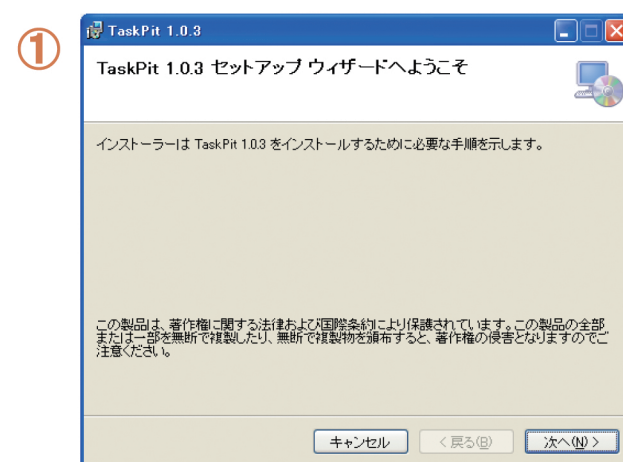 ①
TaskPit 1.0.3
TaskPit 1.0.3 セットアップ ウィザードへようこそ
インストーラーは TaskPit 1.0.3 をインストールするために必要な手順を示します。
この製品は、著作権に関する法律および国際条約により保護されています。この製品の全部
または一部を無断で複製したり、無断で複製物を頒布すると、著作権の侵害となりますのでご
注意ください。
キャンセル < 戻る(B) 次へ(N) >